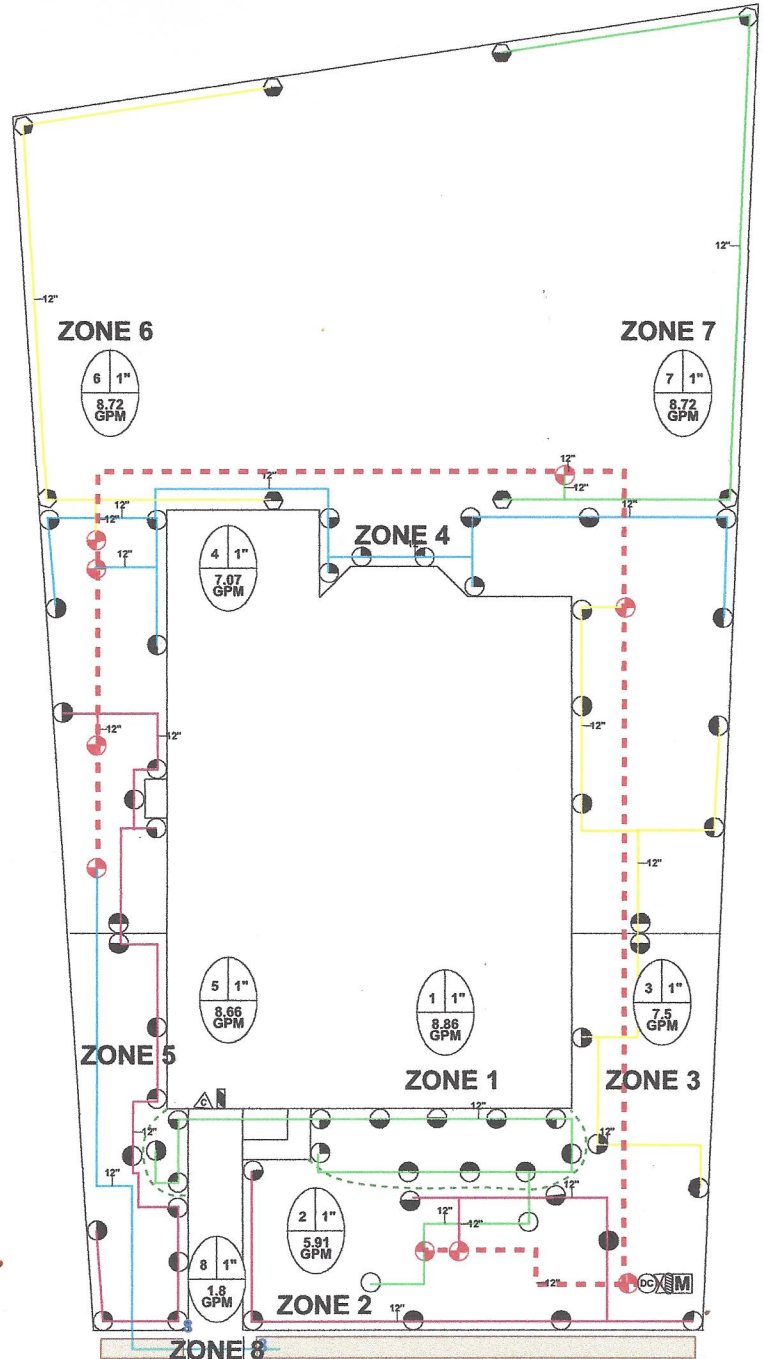 12"
12"
ZONE 6
ZONE 7
6 1"
8.72
GPM
7 1"
8.72
GPM
12"
12"
12"
12"
12"
12"
12"
ZONE 4
12"
12"
4 1"
7.07
GPM
12"
12"
12"
12"
5 1"
8.66
GPM
1 1"
8.86
GPM
3 1"
7.5
GPM
ZONE 5
ZONE 1
ZONE 3
C
12"
12"
12"
12"
12"
12"
12"
2 1"
5.91
GPM
8 1"
1.8
GPM
12"
DC
M
ZONE 2
12"
S
ZONE 8